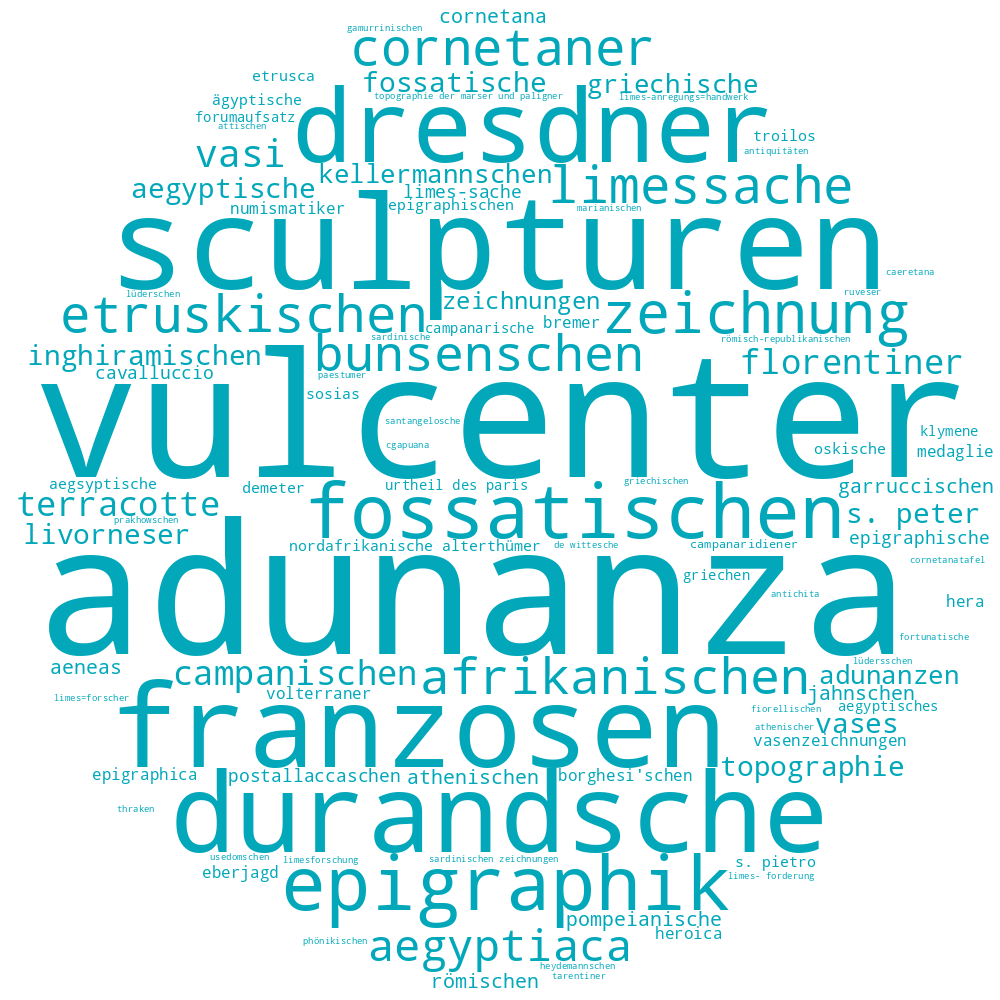 cornetana
gamurrinischen
cornetaner
etrusca
fossatische
griechische
ägyptische
topographie der marser und paligner
limes-anregungs=handwerk
forumaufsatz
dresdner
attischen
troilos
vasi
antiquitäten
kellermannschen
aegyptische
limes-sache
limessache
numismatiker
epigraphischen
marianischen
sculpturen
caeretana
lüderschen
ruveser
zeichnungen
etruskischen
zeichnung
campanarische
bremer
sardinische
römisch-republikanischen
inghiramischen
bunsenschen
florentiner
cavalluccio
paestumer
sosias
vulcenter
santangelosche
klymene
cgapuana
oskische
medaglie
aegsyptische
demeter
urtheil des paris
griechischen
garruccischen
terracotte
fossatischen
s. peter
prakhowschen
livorneser
epigraphische
nordafrikanische alterthümer
de wittesche
campanaridiener
cornetanatafel
griechen
adunanza
antichita
hera
fortunatische
aeneas
lüdersschen
campanischen
afrikanischen
adunanzen
limes=forscher
volterraner
jahnschen
fiorellischen
aegyptisches
franzosen
athenischer
vases
vasenzeichnungen
epigraphica
postallaccaschen
athenischen
borghesi'schen
topographie
thraken
durandsche
usedomschen
limesforschung
sardinischen zeichnungen
s. pietro
eberjagd
limes- forderung
epigraphik
pompeianische
heroica
phönikischen
aegyptiaca
heydemannschen
tarentiner
römischen